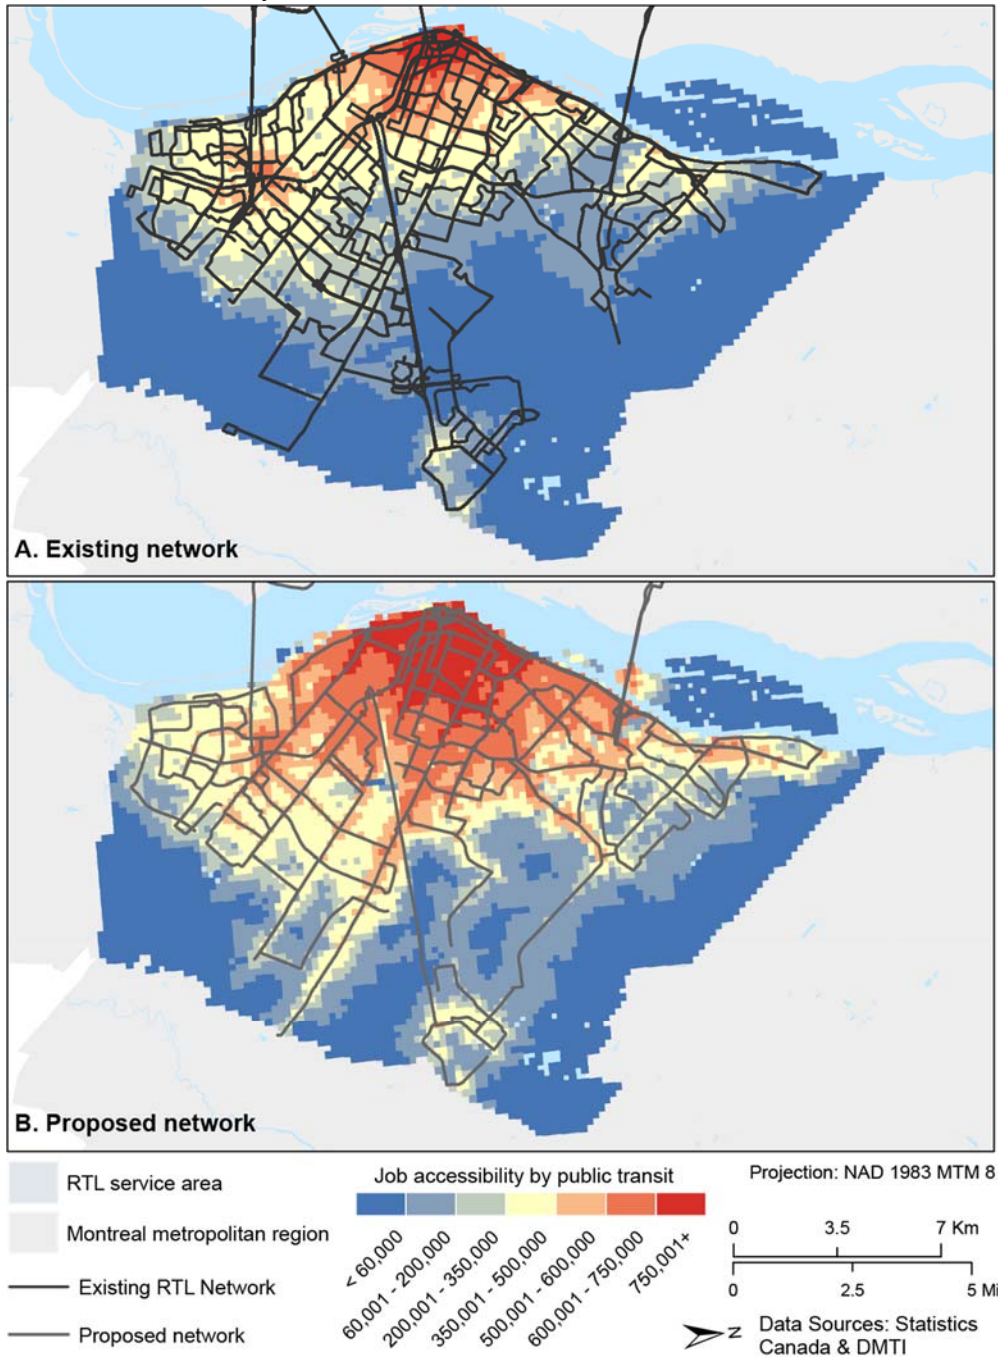 A. Existing network
B. Proposed network
RTL service area
Montreal metropolitan region
Existing RTL Network
Proposed network
Job accessibility by public transit
< 60,000
60,001 - 200,000
200,001 - 350,000
350,001 - 500,000
500,001 - 600,000
600,001 - 750,000
750,001+
Projection: NAD 1983 MTM 8
0 3.5 7 Km
0 2.5 5 Mi
N
Data Sources: Statistics
Canada & DMTI